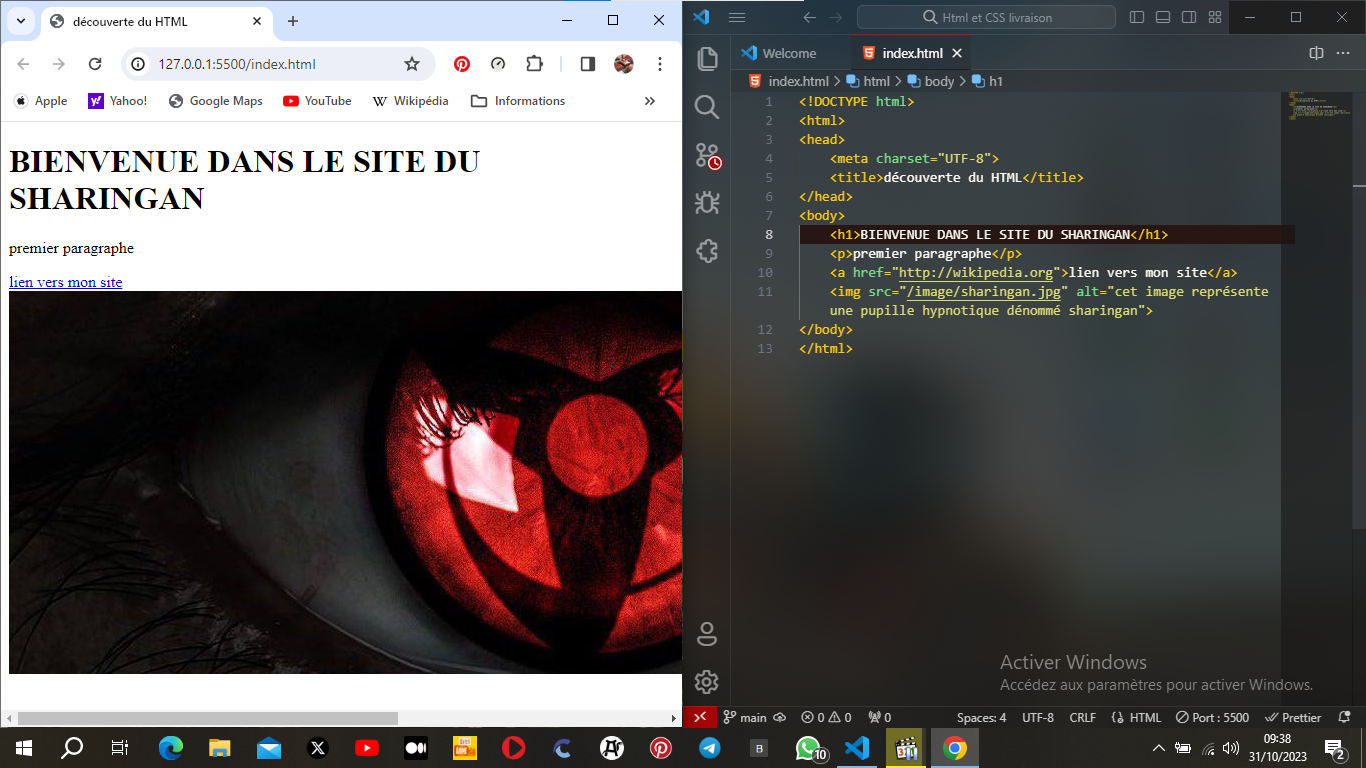 découverte du HTML
127.0.0.1:5500/index.html
Apple
Yahoo!
Google Maps
YouTube
Wikipédia
Informations
BIENVENUE DANS LE SITE DU
SHARINGAN
premier paragraphe
lien vers mon site
Html et CSS livraison
Welcome
index.html
index.html > html > body > h1
1 <!DOCTYPE html>
2 <html>
3 <head>
4 <meta charset="UTF-8">
5 <title>découverte du HTML</title>
6 </head>
7 <body>
8 <h1>BIENVENUE DANS LE SITE DU SHARINGAN</h1>
9 <p>premier paragraphe</p>
10 <a href="http://wikipedia.org">lien vers mon site</a>
11 <img src="/image/sharingan.jpg" alt="cet image représente
une pupille hypnotique dénommé sharingan">
12 </body>
13 </html>
Activer Windows
Accédez aux paramètres pour activer Windows.
main
0 0
0
Spaces: 4
UTF-8
CRLF
HTML
Port : 5500
Prettier
B
10
09:38
31/10/2023
2